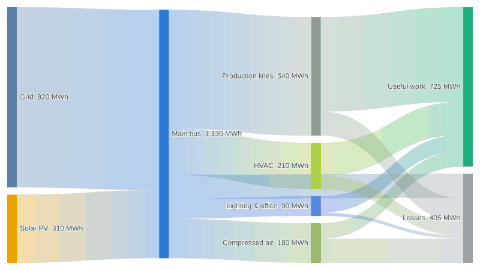 Grid 820 MWh
Solar PV 310 MWh
Main bus 1,130 MWh
Production lines 540 MWh
HVAC 210 MWh
Lighting & office 90 MWh
Compressed air 180 MWh
Useful work 725 MWh
Losses 405 MWh